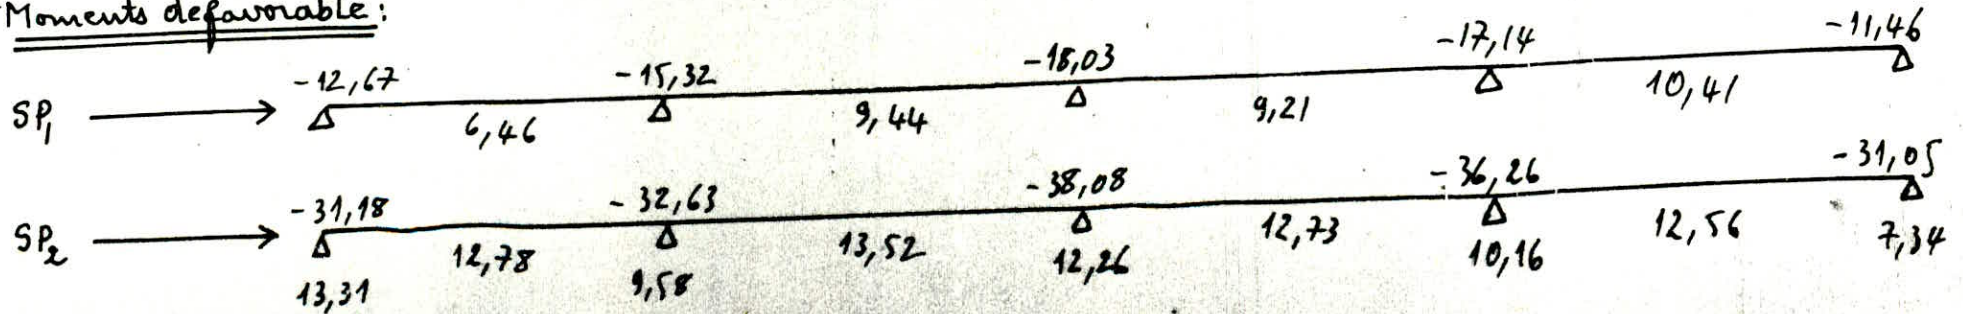 Moments defavorable :
-12,67 -15,32 -18,03 -17,14 -11,46
SP1 → 6,46 9,44 9,21 10,41
-31,18 -32,63 -38,08 -36,26 -31,05
SP2 → 12,78 13,52 12,73 12,56
13,31 9,58 12,26 10,16 7,34